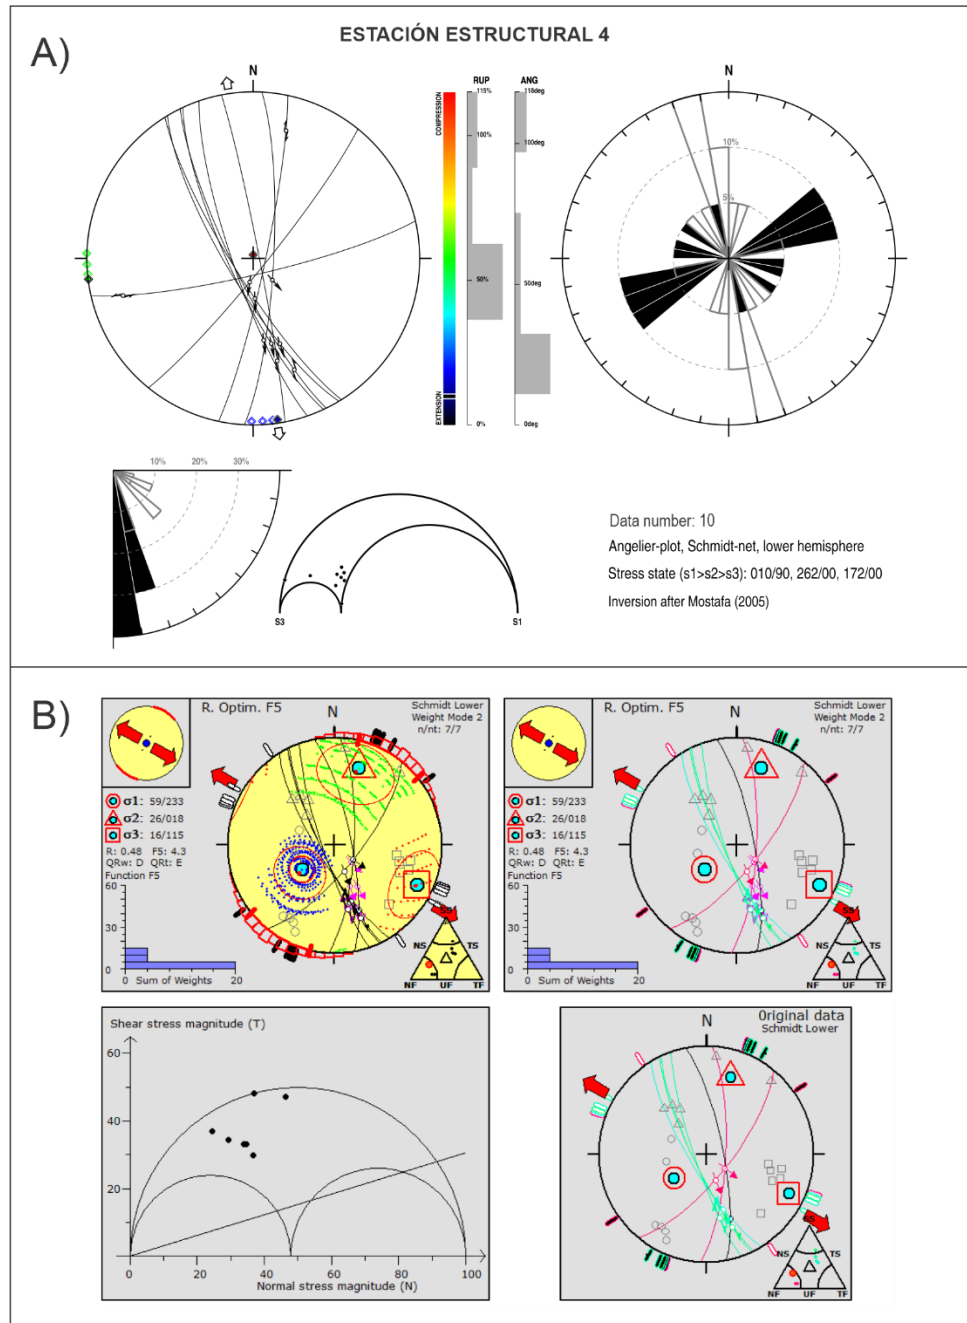 A)
ESTACIÓN ESTRUCTURAL 4
N
COMPRESSION
EXTENSION
RUP
115%
100%
50%
0%
ANG
118deg
100deg
50deg
0deg
N
10%
5%
10%
20%
30%
S3
S1
Data number: 10
Angelier-plot, Schmidt-net, lower hemisphere
Stress state (s1>s2>s3): 010/90, 262/00, 172/00
Inversion after Mostafa (2005)
B)
R. Optim. F5
N
Schmidt Lower
Weight Mode 2
n/nt: 7/7
σ1: 59/233
σ2: 26/018
σ3: 16/115
R: 0.48 F5: 4.3
QRw: D QRt: E
Function F5
60
30
0
0
20
Sum of Weights
SS
NS
TS
NF
UF
TF
R. Optim. F5
N
Schmidt Lower
Weight Mode 2
n/nt: 7/7
σ1: 59/233
σ2: 26/018
σ3: 16/115
R: 0.48 F5: 4.3
QRw: D QRt: E
Function F5
60
30
0
0
20
Sum of Weights
SS
NS
TS
NF
UF
TF
Shear stress magnitude (T)
60
40
20
0
20
40
60
80
100
Normal stress magnitude (N)
Original data
Schmidt Lower
N
SS
NS
TS
NF
UF
TF